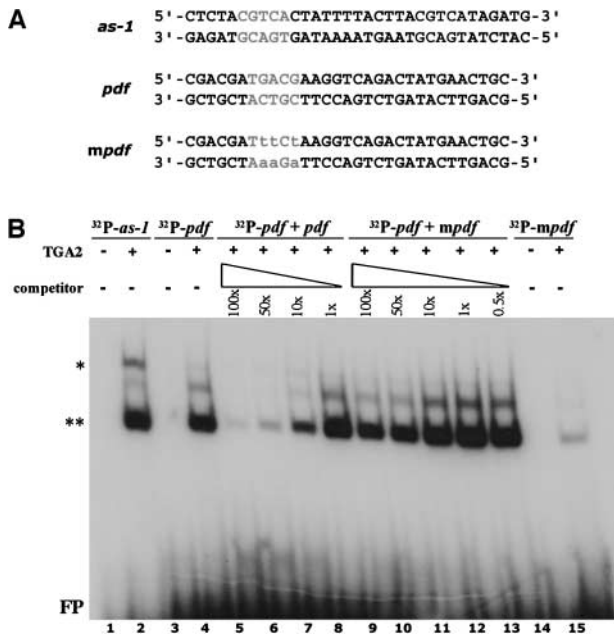 A
as-1
5'-CTCTACGTCACTATTTTACTTACGTCATAGATG-3'
3'-GAGATGCAGTGATAAAATGAATGCAGTATCTAC-5'
pdf
5'-CGACGATGACGAAGGTCAGACTATGAACTGC-3'
3'-GCTGCTACTGCTTCCAGTCTGATACTTGACG-5'
mpdf
5'-CGACGATttCtAAGGTCAGACTATGAACTGC-3'
3'-GCTGCTAaaGaTTCCAGTCTGATACTTGACG-5'
B
32P-as-1 32P-pdf 32P-pdf + pdf 32P-pdf + mpdf 32P-mpdf
TGA2 - + - + + + + + + + + + + - +
competitor - - - - 100x 50x 10x 1x 100x 50x 10x 1x 0.5x - -
*
**
FP
1 2 3 4 5 6 7 8 9 10 11 12 13 14 15